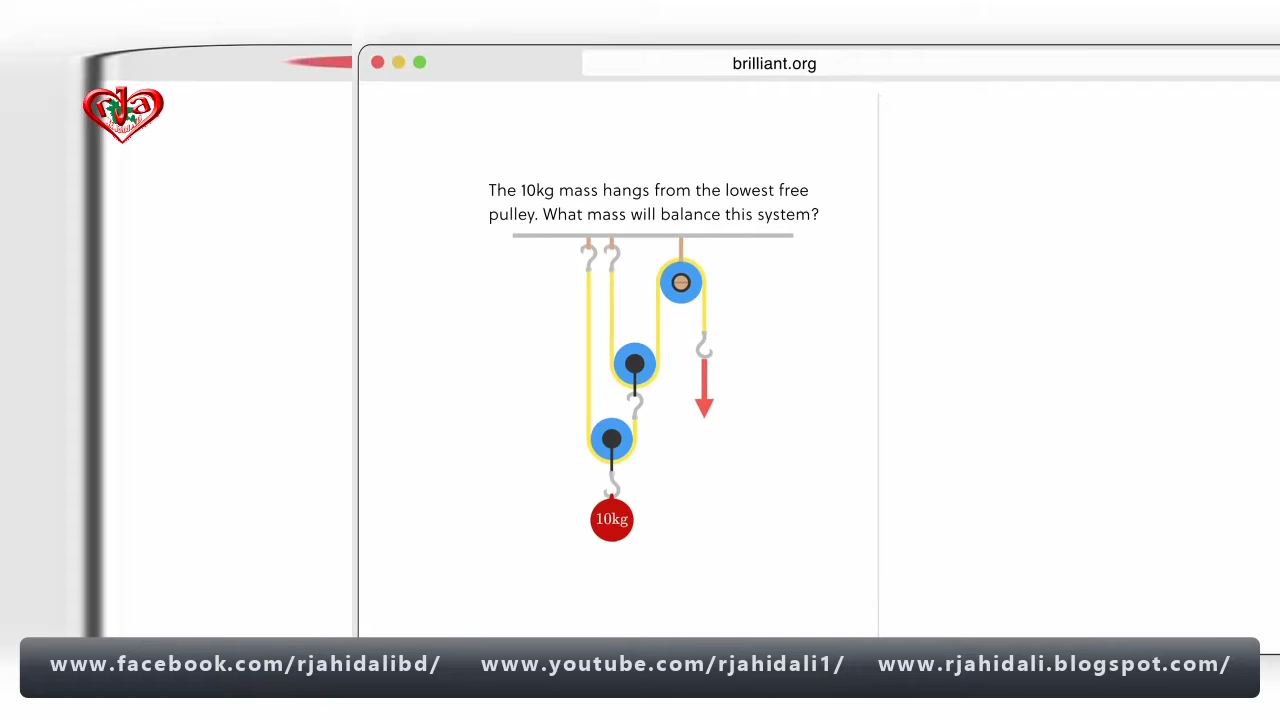 brilliant.org
rja
The 10kg mass hangs from the lowest free
pulley. What mass will balance this system?
10kg
www.facebook.com/rjahidalibd/ www.youtube.com/rjahidali1/ www.rjahidali.blogspot.com/